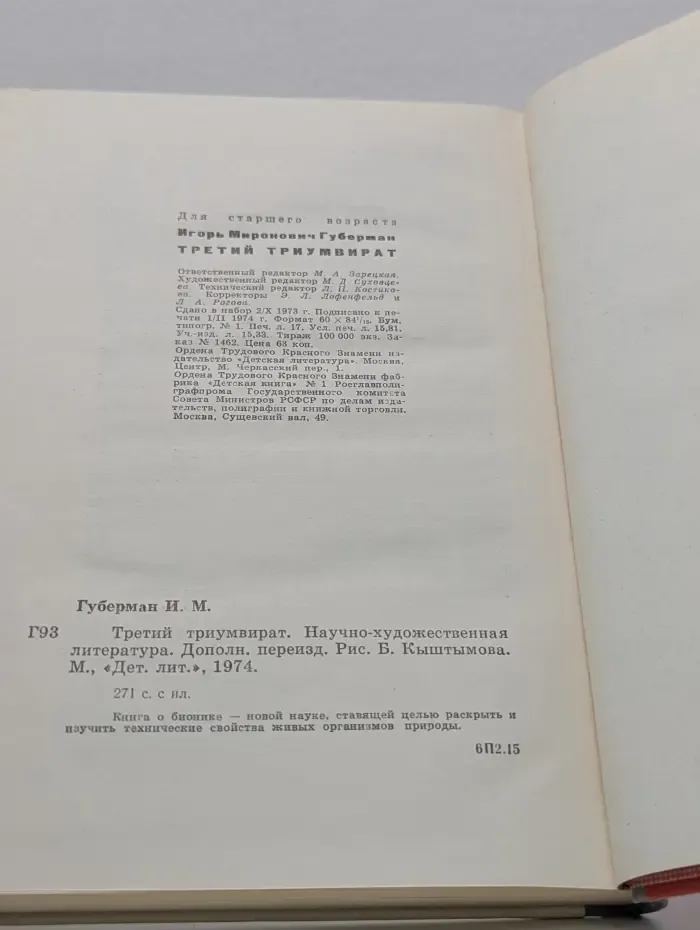 Для старшего возраста
Игорь Миронович Губерман
ТРЕТИЙ ТРИУМВИРАТ
Ответственный редактор М. А. Зарецкая.
Художественный редактор М. Д. Суховце-
ва. Технический редактор Л. П. Костико-
ва. Корректоры Э. Л. Лофенфельд и
Л. А. Рогова.
Сдано в набор 2/X 1973 г. Подписано к пе-
чати 1/II 1974 г. Формат 60 × 84¹/₁₆. Бум.
типогр. № 1. Печ. л. 17. Усл. печ. л. 15,81.
Уч.-изд. л. 15,33. Тираж 100 000 экз. За-
каз № 1462. Цена 63 коп.
Ордена Трудового Красного Знамени из-
дательство «Детская литература». Москва,
Центр, М. Черкасский пер., 1.
Ордена Трудового Красного Знамени фаб-
рика «Детская книга» № 1 Росглавполи-
графпрома Государственного комитета
Совета Министров РСФСР по делам изда-
тельств, полиграфии и книжной торговли.
Москва, Сущевский вал, 49.
Губерман И. М.
Г93 Третий триумвират. Научно-художественная
литература. Дополн. переизд. Рис. Б. Кыштымова.
М., «Дет. лит.», 1974.
271 с. с ил.
Книга о бионике — новой науке, ставящей целью раскрыть и
изучить технические свойства живых организмов природы.
6П2.15